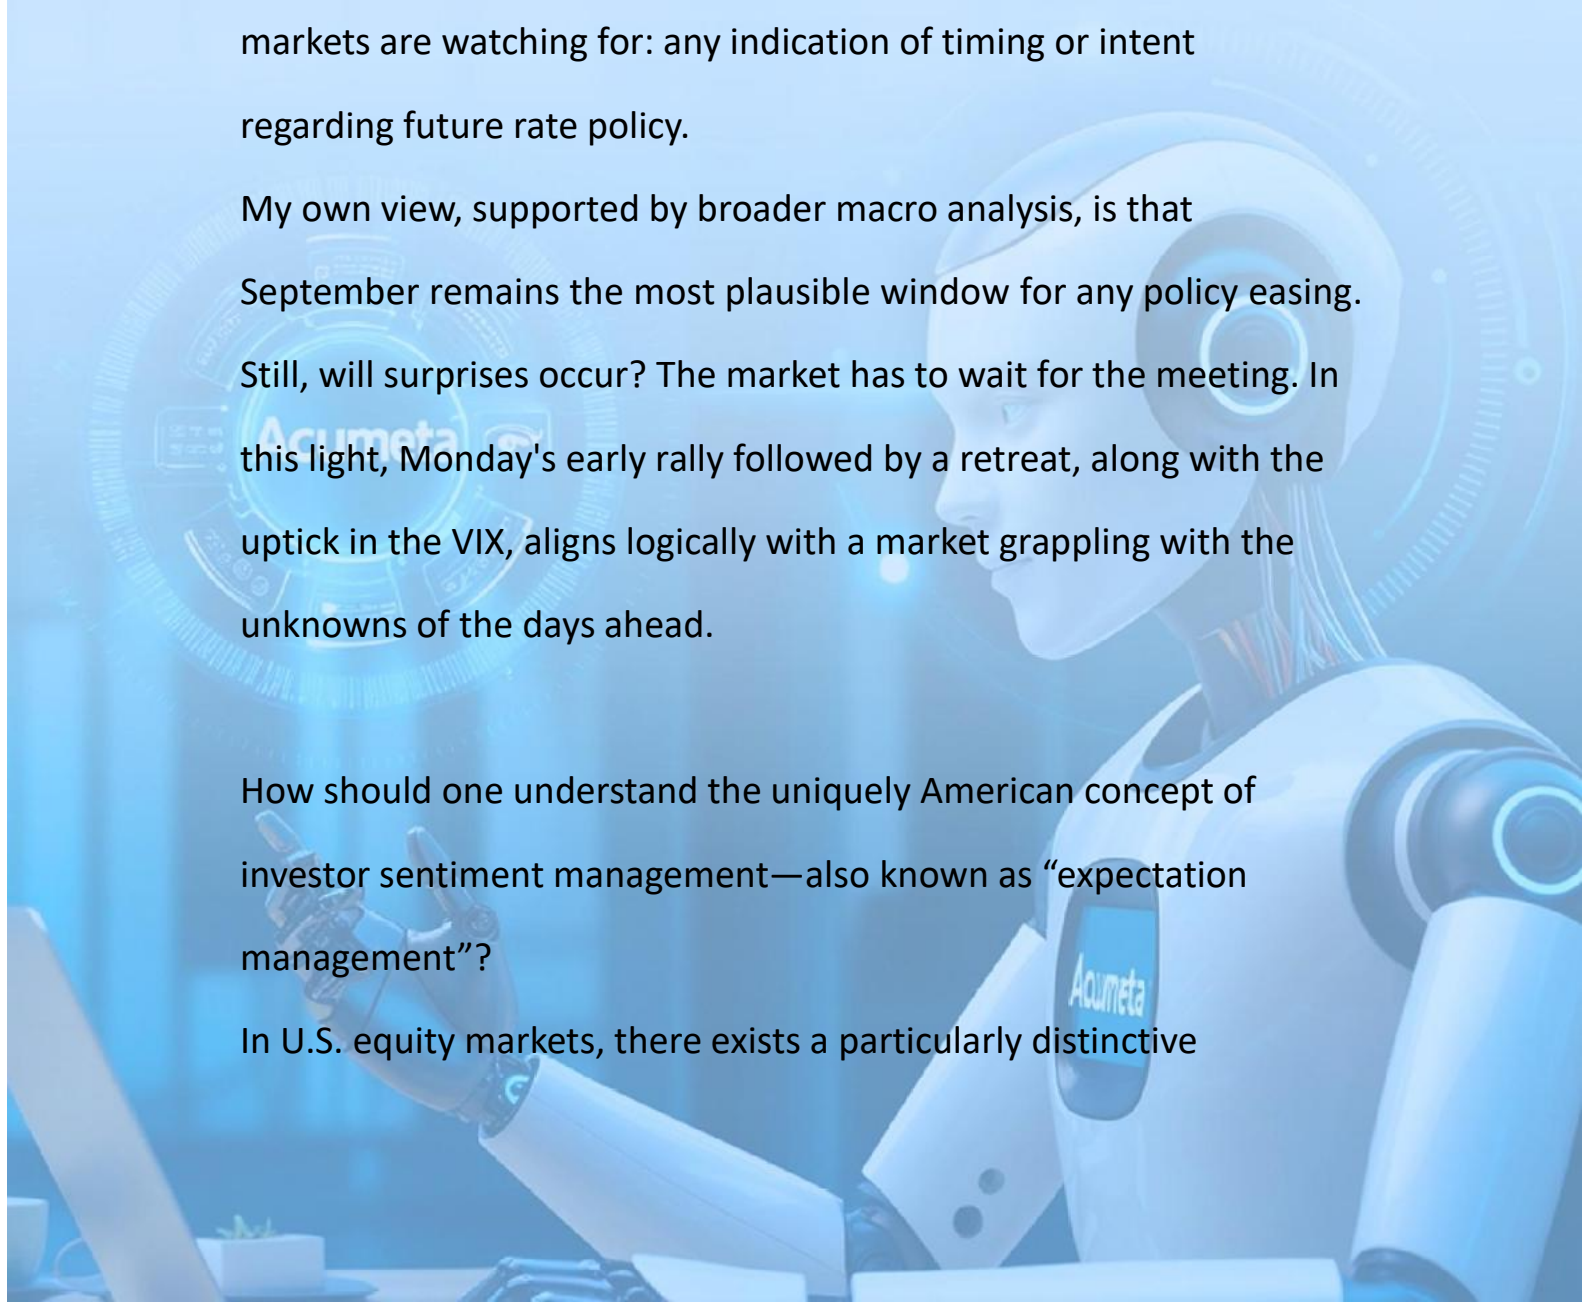 markets are watching for: any indication of timing or intent
regarding future rate policy.
My own view, supported by broader macro analysis, is that
September remains the most plausible window for any policy easing.
Still, will surprises occur? The market has to wait for the meeting. In
this light, Monday's early rally followed by a retreat, along with the
Acumeta
uptick in the VIX, aligns logically with a market grappling with the
unknowns of the days ahead.
How should one understand the uniquely American concept of
investor sentiment management—also known as “expectation
management”?
Acumeta
In U.S. equity markets, there exists a particularly distinctive